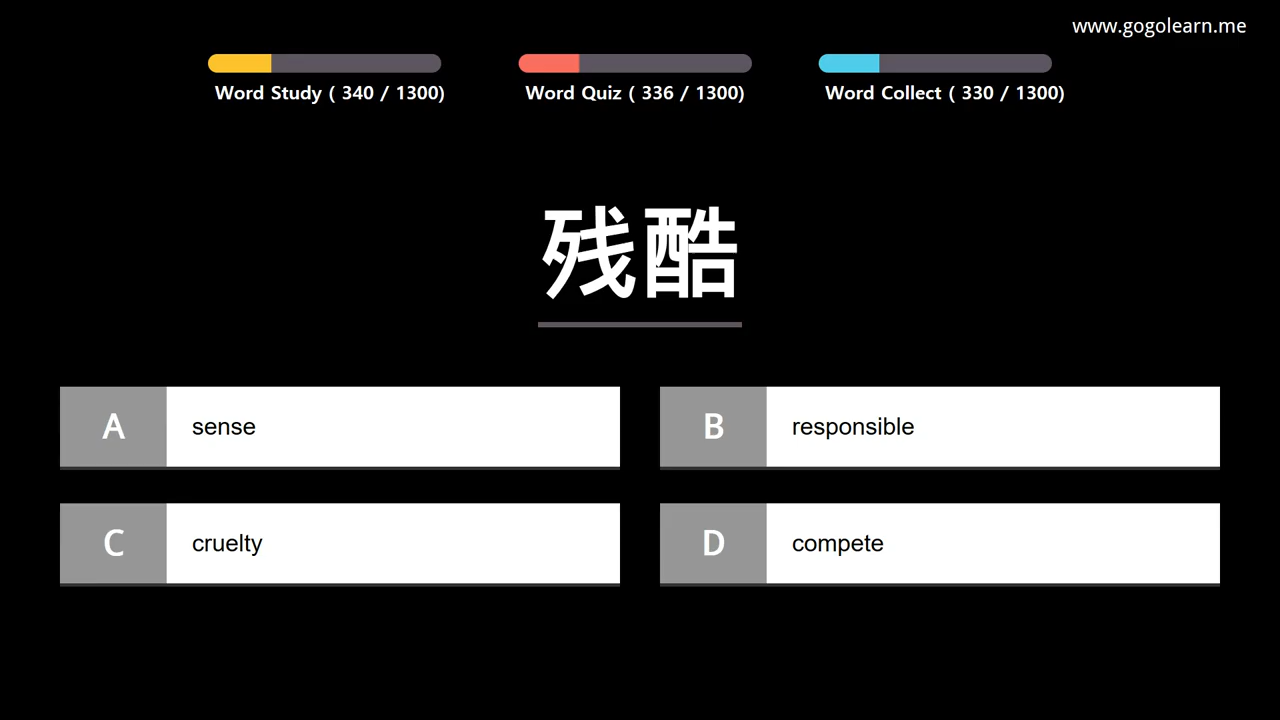 www.gogolearn.me
Word Study ( 340 / 1300)
Word Quiz ( 336 / 1300)
Word Collect ( 330 / 1300)
残酷
A sense
B responsible
C cruelty
D compete